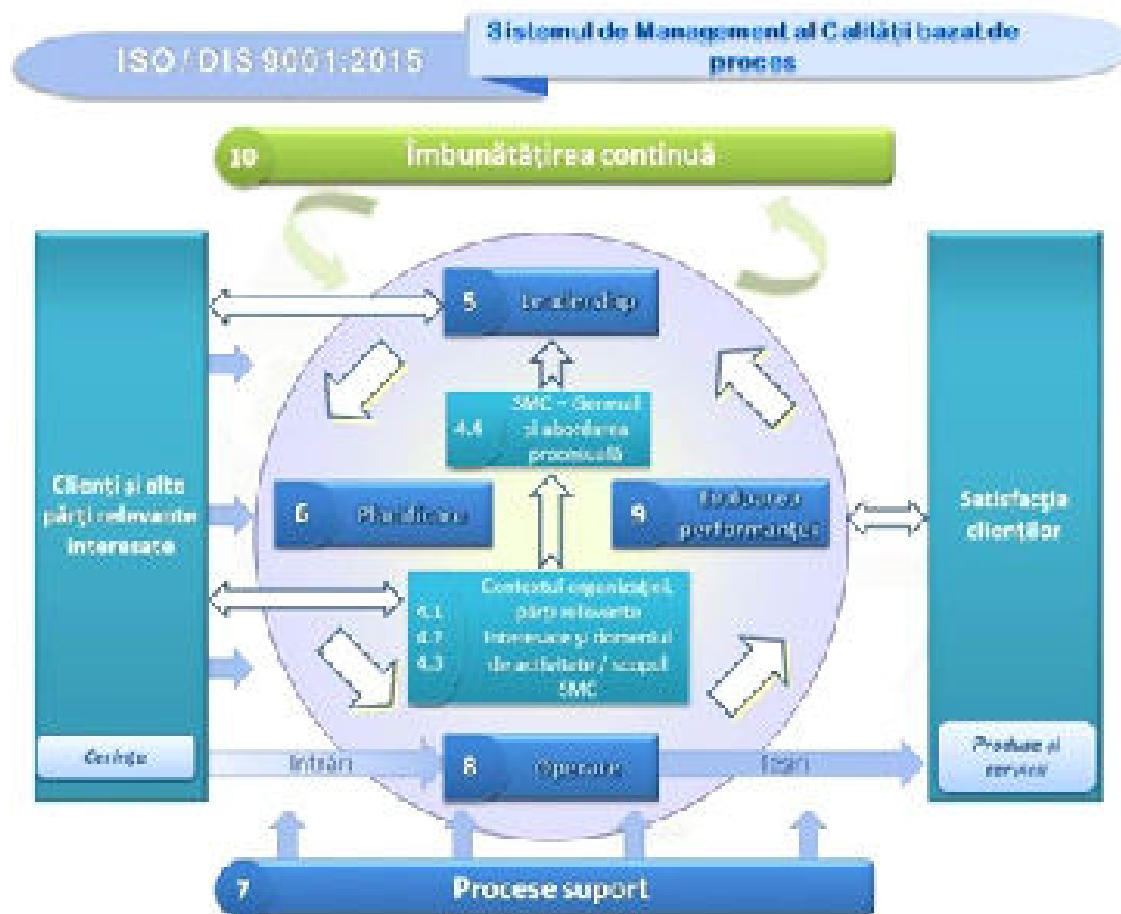 ISO / DIS 9001:2015
Sistemul de Management al Calității bazat de
proces
10 Îmbunătățirea continuă
5 Leadership
4.4 SMC – General
și abordarea
procesuală
Clienți și alte
părți relevante
interesate
6 Planificare
9 Evaluarea
performanței
Satisfacția
clienților
4.1
4.2
4.3
Contextul organizației,
părți relevante
interesate și domeniul
de activitate / scopul
SMC
Cerințe
Intrări
8 Operare
Ieșiri
Produse și
servicii
7 Procese suport